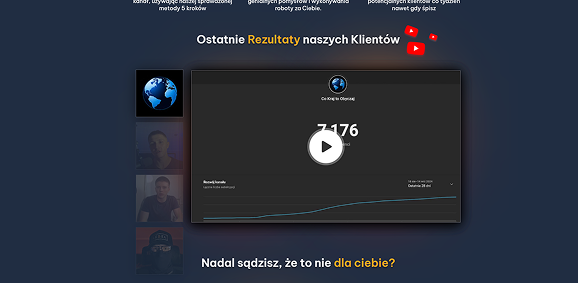 kanał, używając naszej sprawdzonej
metody 5 kroków
genialnych pomysłów i wykonywania
roboty za Ciebie.
potencjalnych klientów co tydzień
nawet gdy śpisz
Ostatnie Rezultaty naszych Klientów
Co Kraj to Obyczaj
7 176
Rozwój kanału
Ostatnie 28 dni
Nadal sądzisz, że to nie dla ciebie?